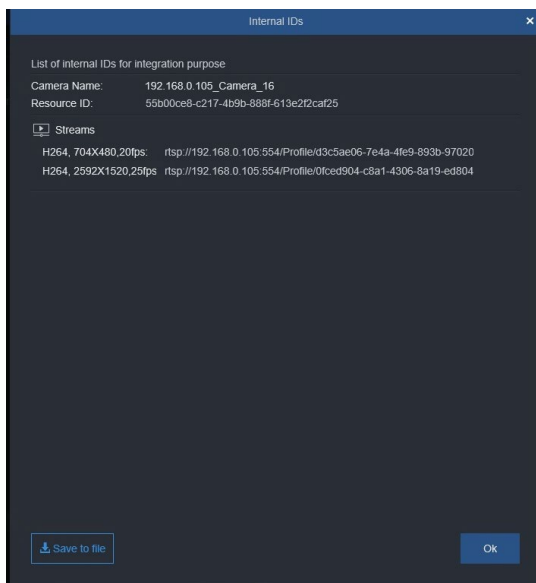 Internal IDs
List of internal IDs for integration purpose
Camera Name: 192.168.0.105_Camera_16
Resource ID: 55b00ce8-c217-4b9b-888f-613e2f2caf25
Streams
H264, 704X480,20fps: rtsp://192.168.0.105:554/Profile/d3c5ae06-7e4a-4fe9-893b-97020
H264, 2592X1520,25fps rtsp://192.168.0.105:554/Profile/0fced904-c8a1-4306-8a19-ed804
Save to file
Ok